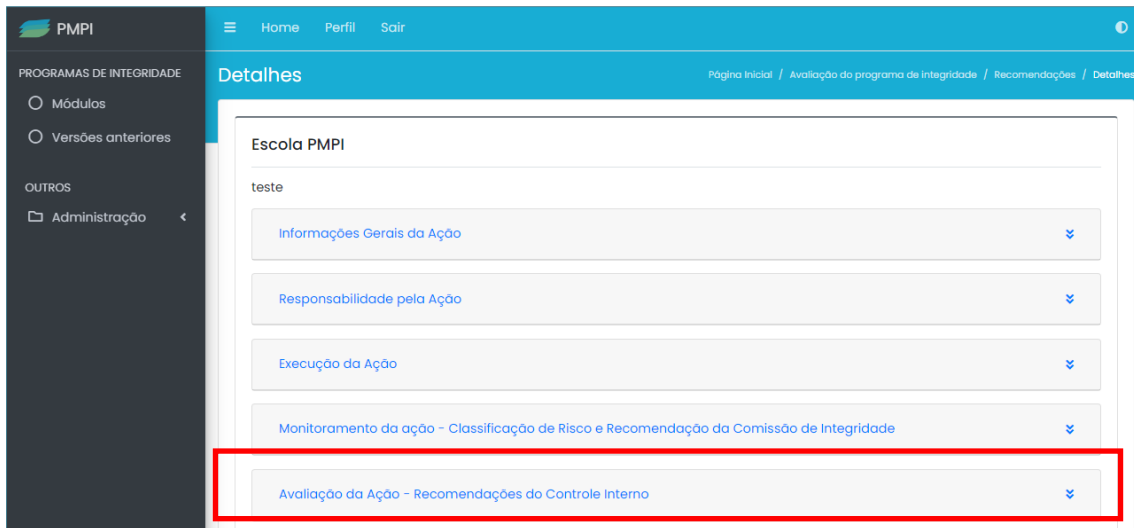 PMPI
Home Perfil Sair
PROGRAMAS DE INTEGRIDADE
Módulos
Versões anteriores
OUTROS
Administração
Detalhes
Página Inicial / Avaliação do programa de integridade / Recomendações / Detalhes
Escola PMPI
teste
Informações Gerais da Ação
Responsabilidade pela Ação
Execução da Ação
Monitoramento da ação - Classificação de Risco e Recomendação da Comissão de Integridade
Avaliação da Ação - Recomendações do Controle Interno